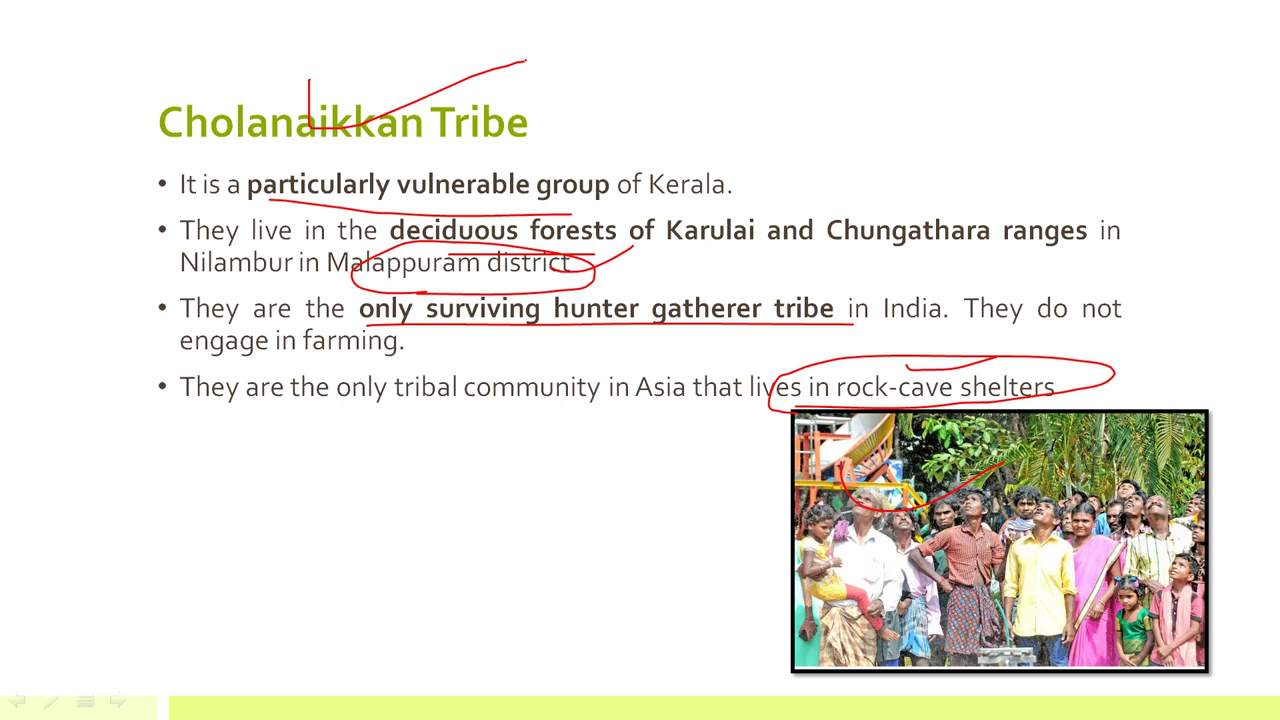 Cholanaikkan Tribe
• It is a particularly vulnerable group of Kerala.
• They live in the deciduous forests of Karulai and Chungathara ranges in
Nilambur in Malappuram district
• They are the only surviving hunter gatherer tribe in India. They do not
engage in farming.
• They are the only tribal community in Asia that lives in rock-cave shelters